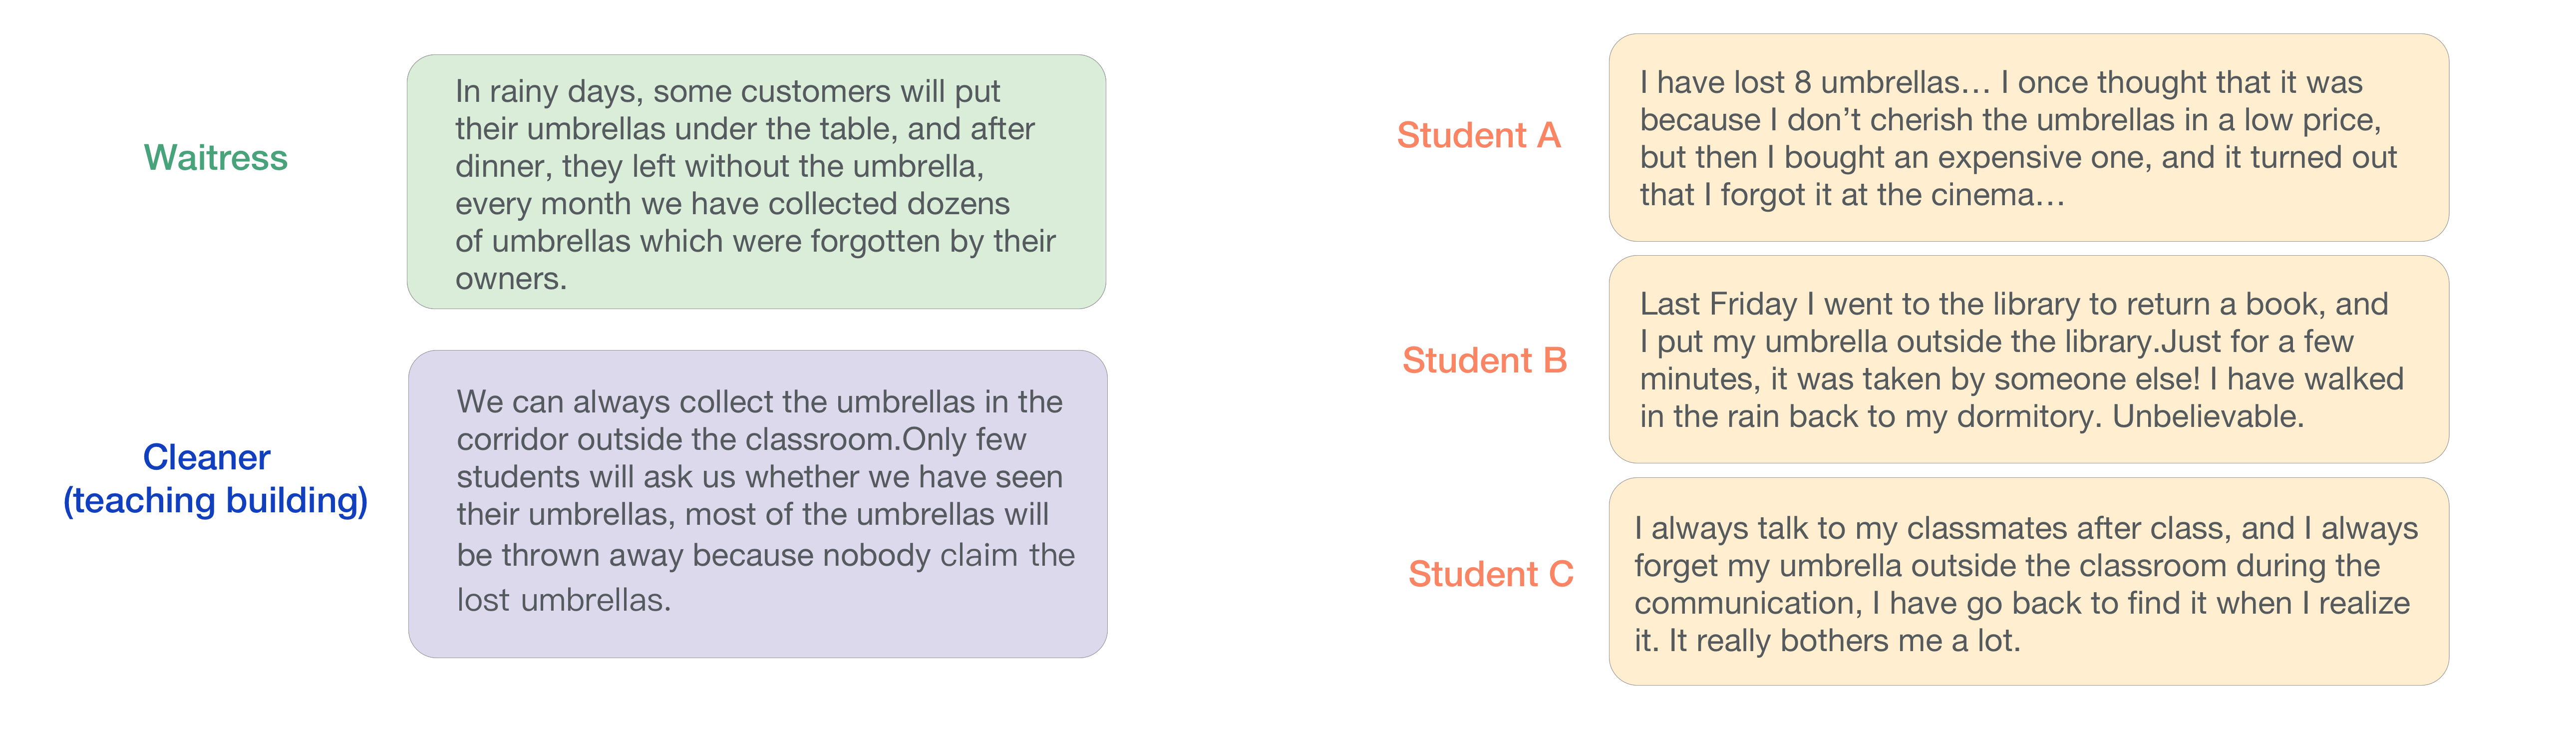 Waitress
In rainy days, some customers will put
their umbrellas under the table, and after
dinner, they left without the umbrella,
every month we have collected dozens
of umbrellas which were forgotten by their
owners.
Cleaner
(teaching building)
We can always collect the umbrellas in the
corridor outside the classroom.Only few
students will ask us whether we have seen
their umbrellas, most of the umbrellas will
be thrown away because nobody claim the
lost umbrellas.
Student A
I have lost 8 umbrellas… I once thought that it was
because I don’t cherish the umbrellas in a low price,
but then I bought an expensive one, and it turned out
that I forgot it at the cinema…
Student B
Last Friday I went to the library to return a book, and
I put my umbrella outside the library.Just for a few
minutes, it was taken by someone else! I have walked
in the rain back to my dormitory. Unbelievable.
Student C
I always talk to my classmates after class, and I always
forget my umbrella outside the classroom during the
communication, I have go back to find it when I realize
it. It really bothers me a lot.